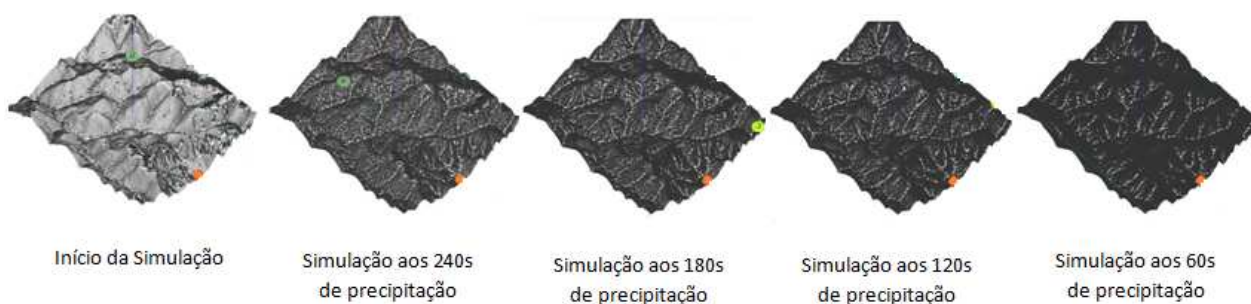 Início da Simulação
Simulação aos 240s
de precipitação
Simulação aos 180s
de precipitação
Simulação aos 120s
de precipitação
Simulação aos 60s
de precipitação